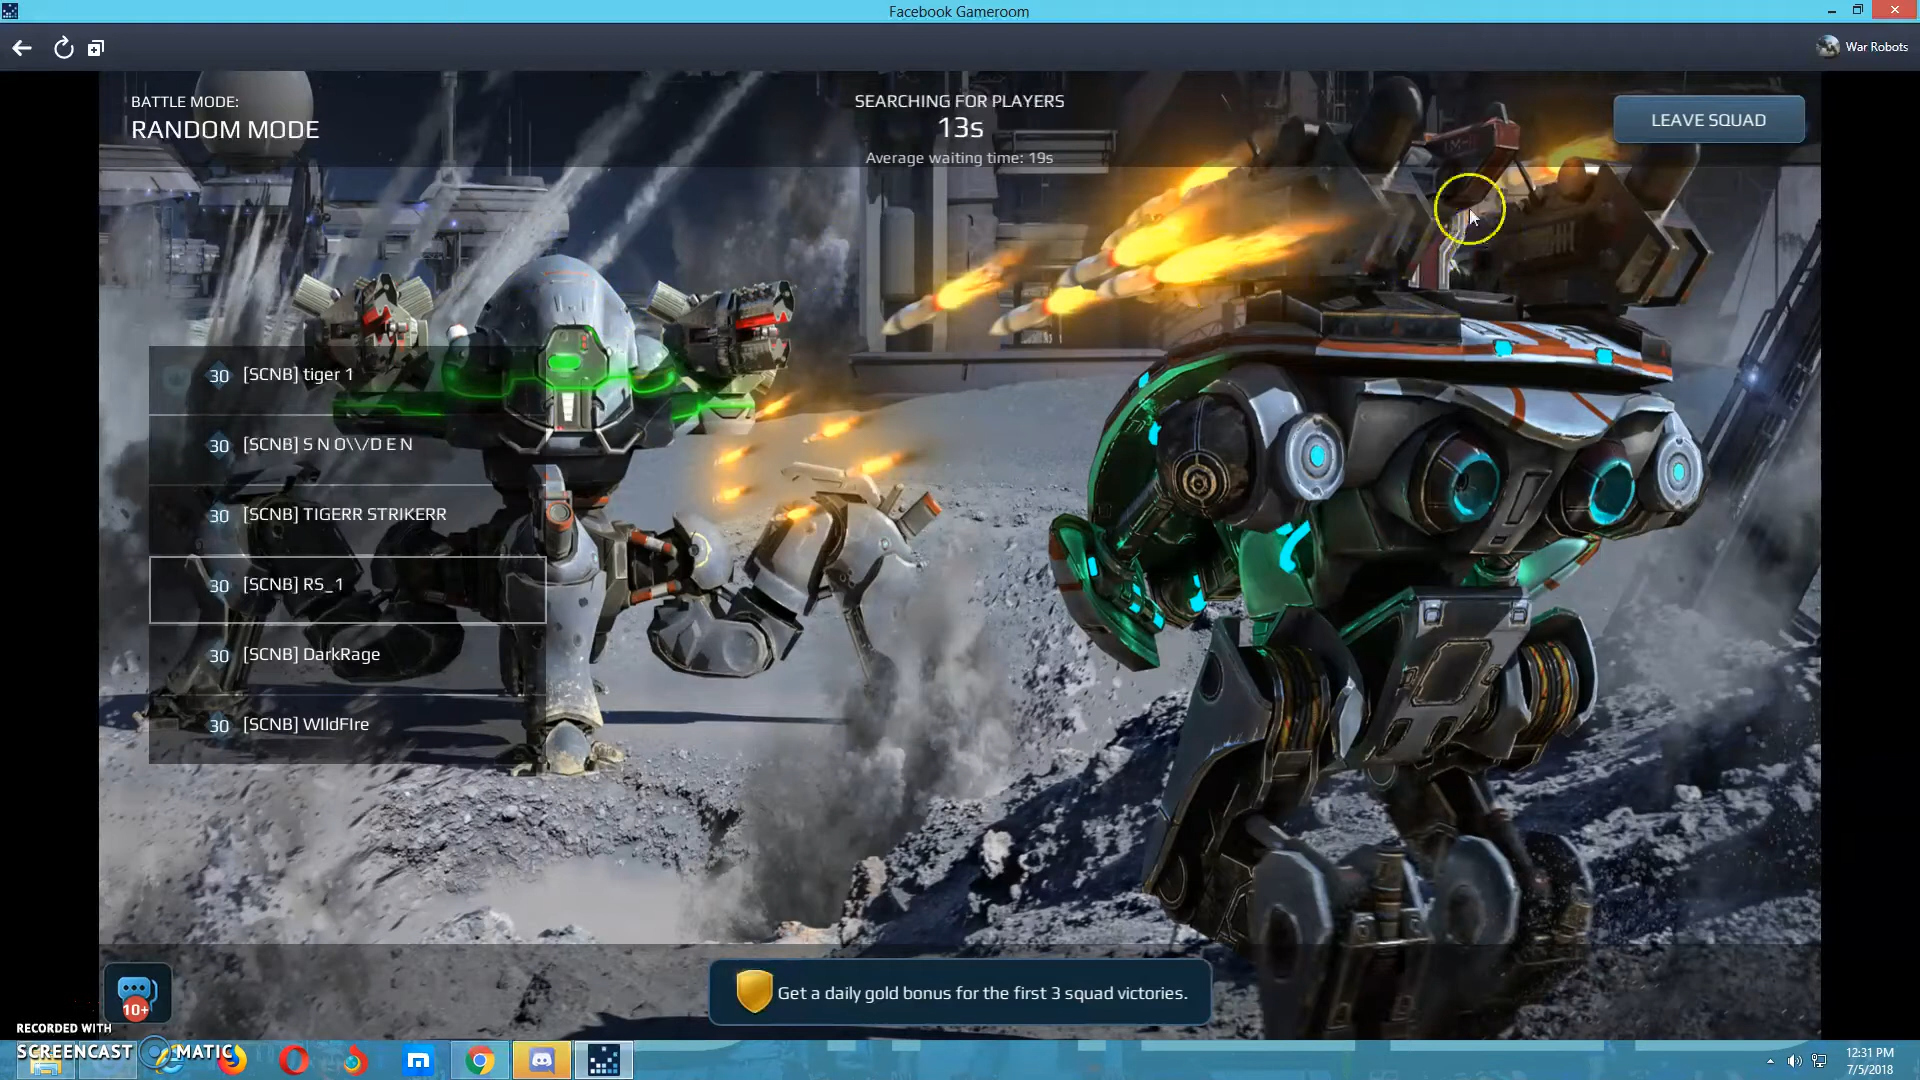 Facebook Gameroom
War Robots
BATTLE MODE:
RANDOM MODE
SEARCHING FOR PLAYERS
13s
Average waiting time: 19s
LEAVE SQUAD
30 [SCNB] tiger 1
30 [SCNB] S N O\\/D E N
30 [SCNB] TIGERR STRIKERR
30 [SCNB] RS_1
30 [SCNB] DarkRage
30 [SCNB] WIldFIre
10+
Get a daily gold bonus for the first 3 squad victories.
RECORDED WITH
SCREENCAST MATIC
12:31 PM
7/5/2018